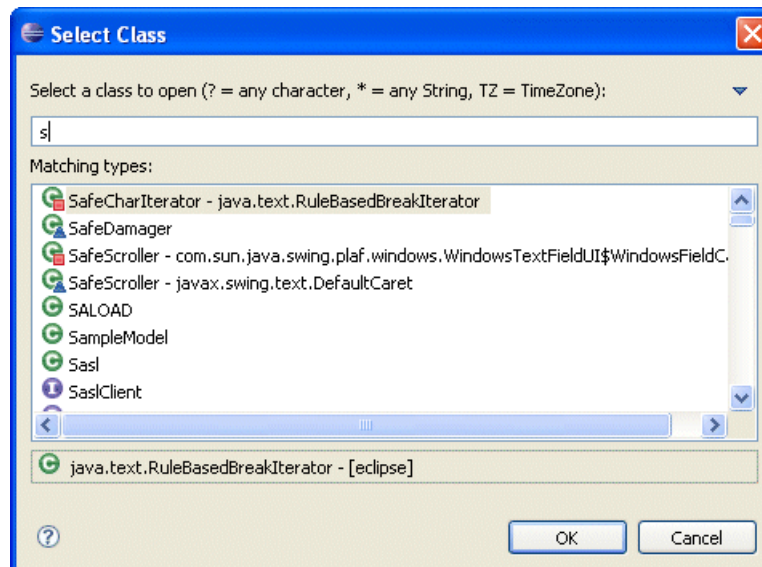 Select Class
Select a class to open (? = any character, * = any String, TZ = TimeZone):
s
Matching types:
SafeCharIterator - java.text.RuleBasedBreakIterator
SafeDamager
SafeScroller - com.sun.java.swing.plaf.windows.WindowsTextFieldUI$WindowsFieldCa
SafeScroller - javax.swing.text.DefaultCaret
SALOAD
SampleModel
Sasl
SaslClient
java.text.RuleBasedBreakIterator - [eclipse]
OK Cancel